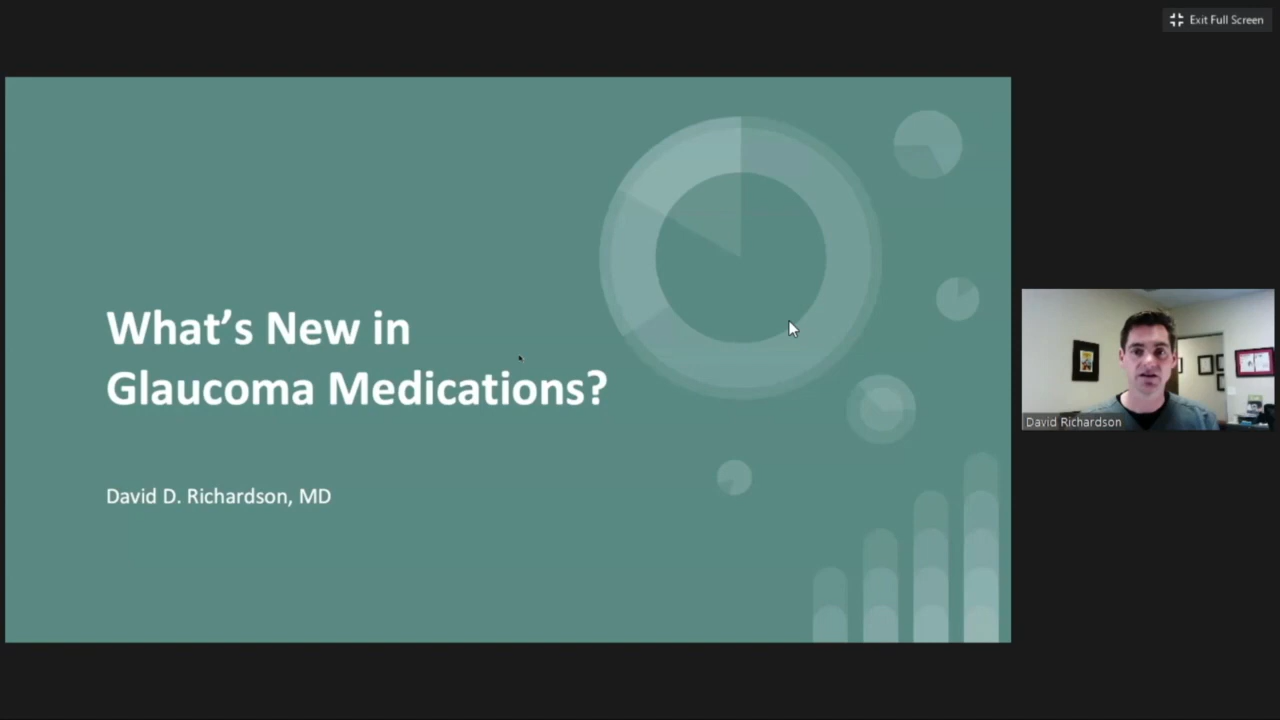 Exit Full Screen
What's New in
Glaucoma Medications?
David D. Richardson, MD
David Richardson